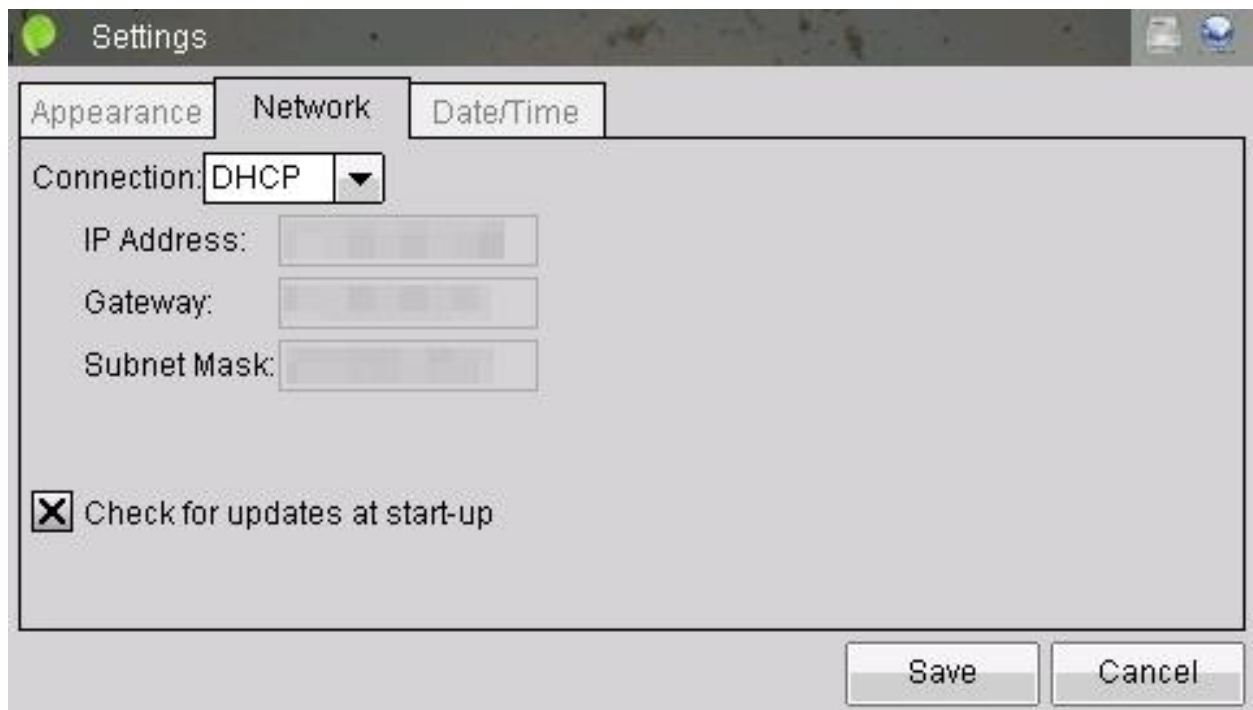 Settings
Appearance Network Date/Time
Connection: DHCP
IP Address:
Gateway:
Subnet Mask:
Check for updates at start-up
Save Cancel